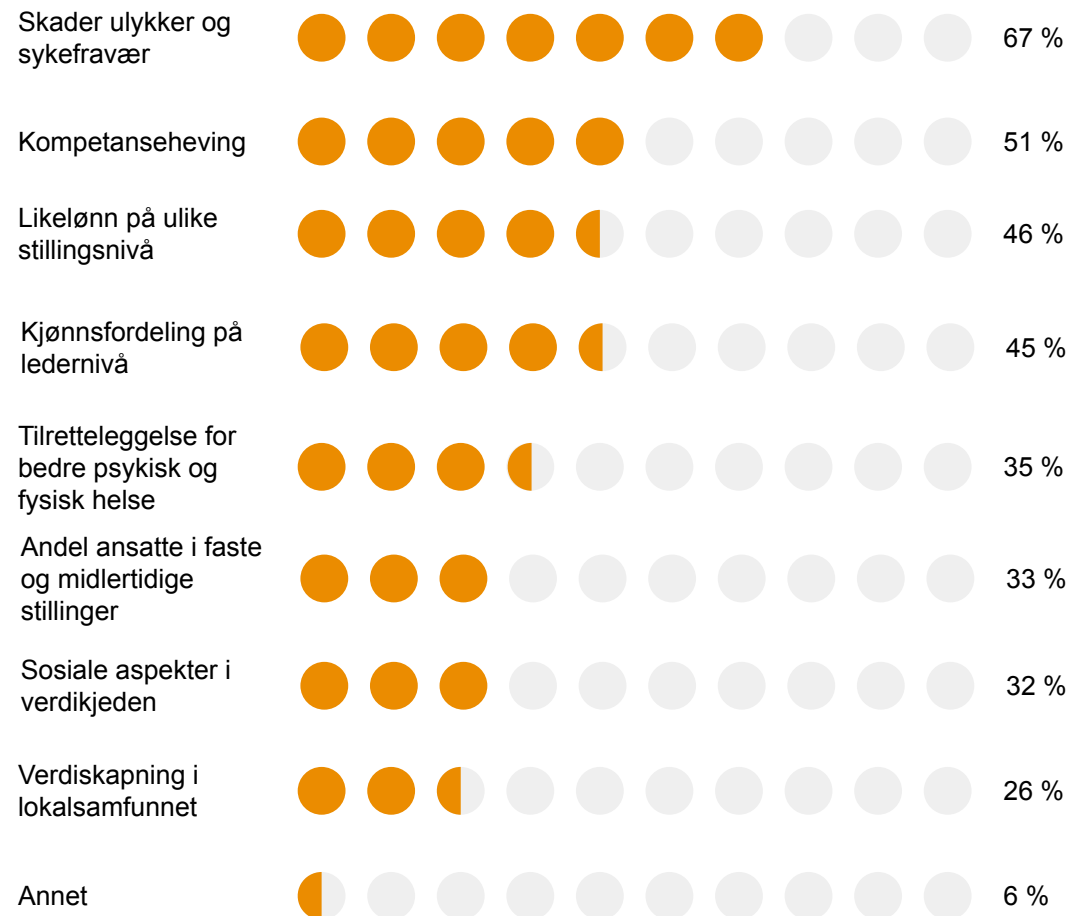 Skader ulykker og
sykefravær
67 %
Kompetanseheving
51 %
Likelønn på ulike
stillingsnivå
46 %
Kjønnsfordeling på
ledernivå
45 %
Tilretteleggelse for
bedre psykisk og
fysisk helse
35 %
Andel ansatte i faste
og midlertidige
stillinger
33 %
Sosiale aspekter i
verdikjeden
32 %
Verdiskapning i
lokalsamfunnet
26 %
Annet
6 %